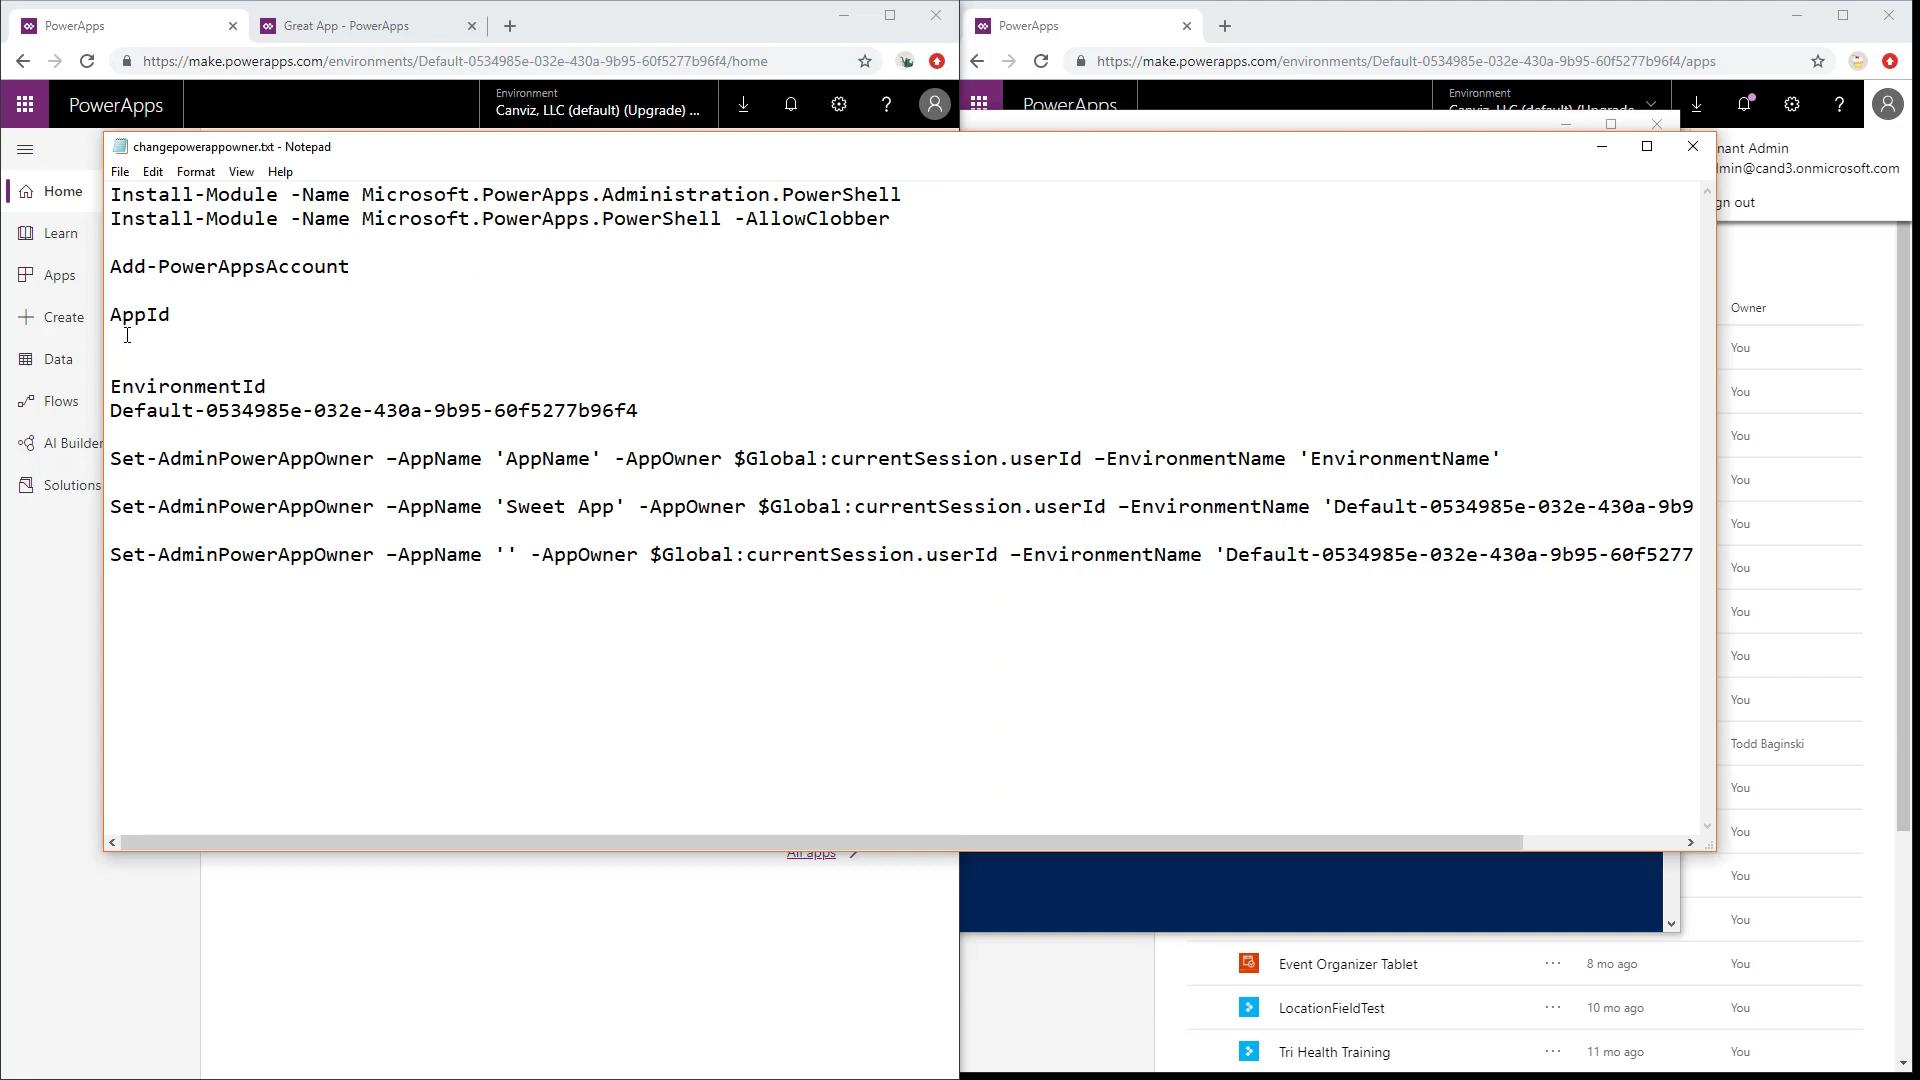 PowerApps
Great App - PowerApps
PowerApps
https://make.powerapps.com/environments/Default-0534985e-032e-430a-9b95-60f5277b96f4/home
https://make.powerapps.com/environments/Default-0534985e-032e-430a-9b95-60f5277b96f4/apps
PowerApps
Environment
Canviz, LLC (default) (Upgrade) ...
PowerApps
Environment
Canviz, LLC (default) (Upgrade
changepowerappowner.txt - Notepad
File Edit Format View Help
Install-Module -Name Microsoft.PowerApps.Administration.PowerShell
Install-Module -Name Microsoft.PowerApps.PowerShell -AllowClobber
Add-PowerAppsAccount
AppId
EnvironmentId
Default-0534985e-032e-430a-9b95-60f5277b96f4
Set-AdminPowerAppOwner –AppName 'AppName' -AppOwner $Global:currentSession.userId –EnvironmentName 'EnvironmentName'
Set-AdminPowerAppOwner –AppName 'Sweet App' -AppOwner $Global:currentSession.userId –EnvironmentName 'Default-0534985e-032e-430a-9b9
Set-AdminPowerAppOwner –AppName '' -AppOwner $Global:currentSession.userId –EnvironmentName 'Default-0534985e-032e-430a-9b95-60f5277
Home
Learn
Apps
Create
Data
Flows
AI Builder
Solutions
All apps
nant Admin
min@cand3.onmicrosoft.com
gn out
Owner
You
You
You
You
You
You
You
You
You
Todd Baginski
You
You
You
You
Event Organizer Tablet ··· 8 mo ago You
LocationFieldTest ··· 10 mo ago You
Tri Health Training ··· 11 mo ago You